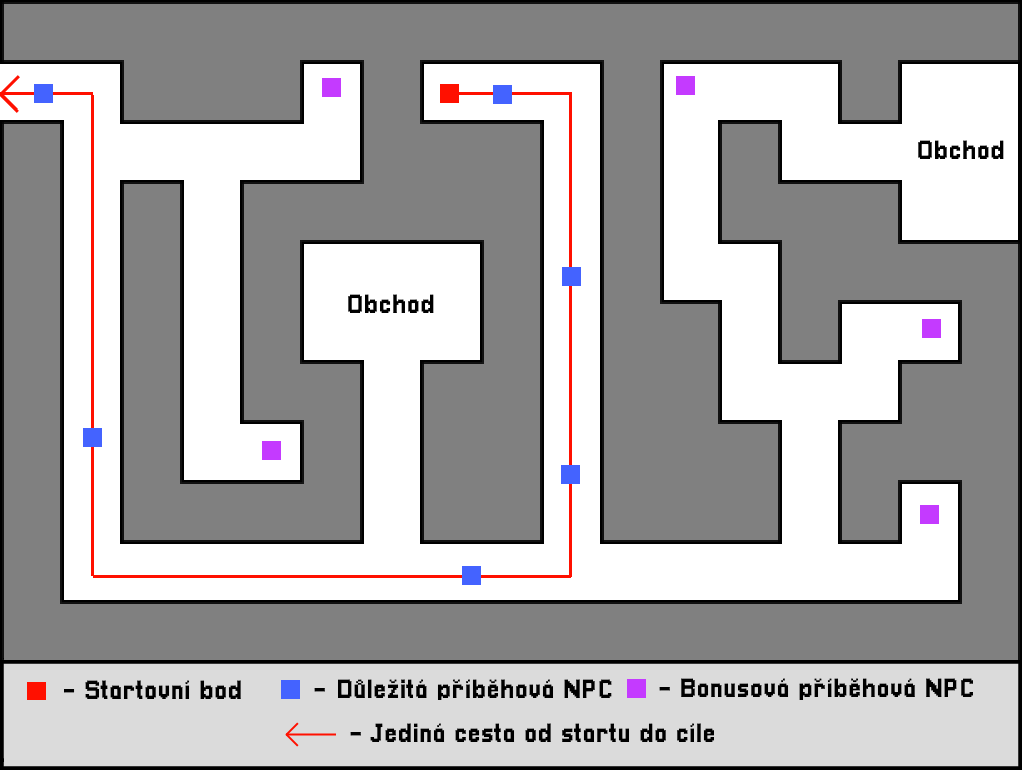 Obchod
Obchod
- Startovní bod
- Důležitá příběhová NPC
- Bonusová příběhová NPC
- Jediná cesta od startu do cíle